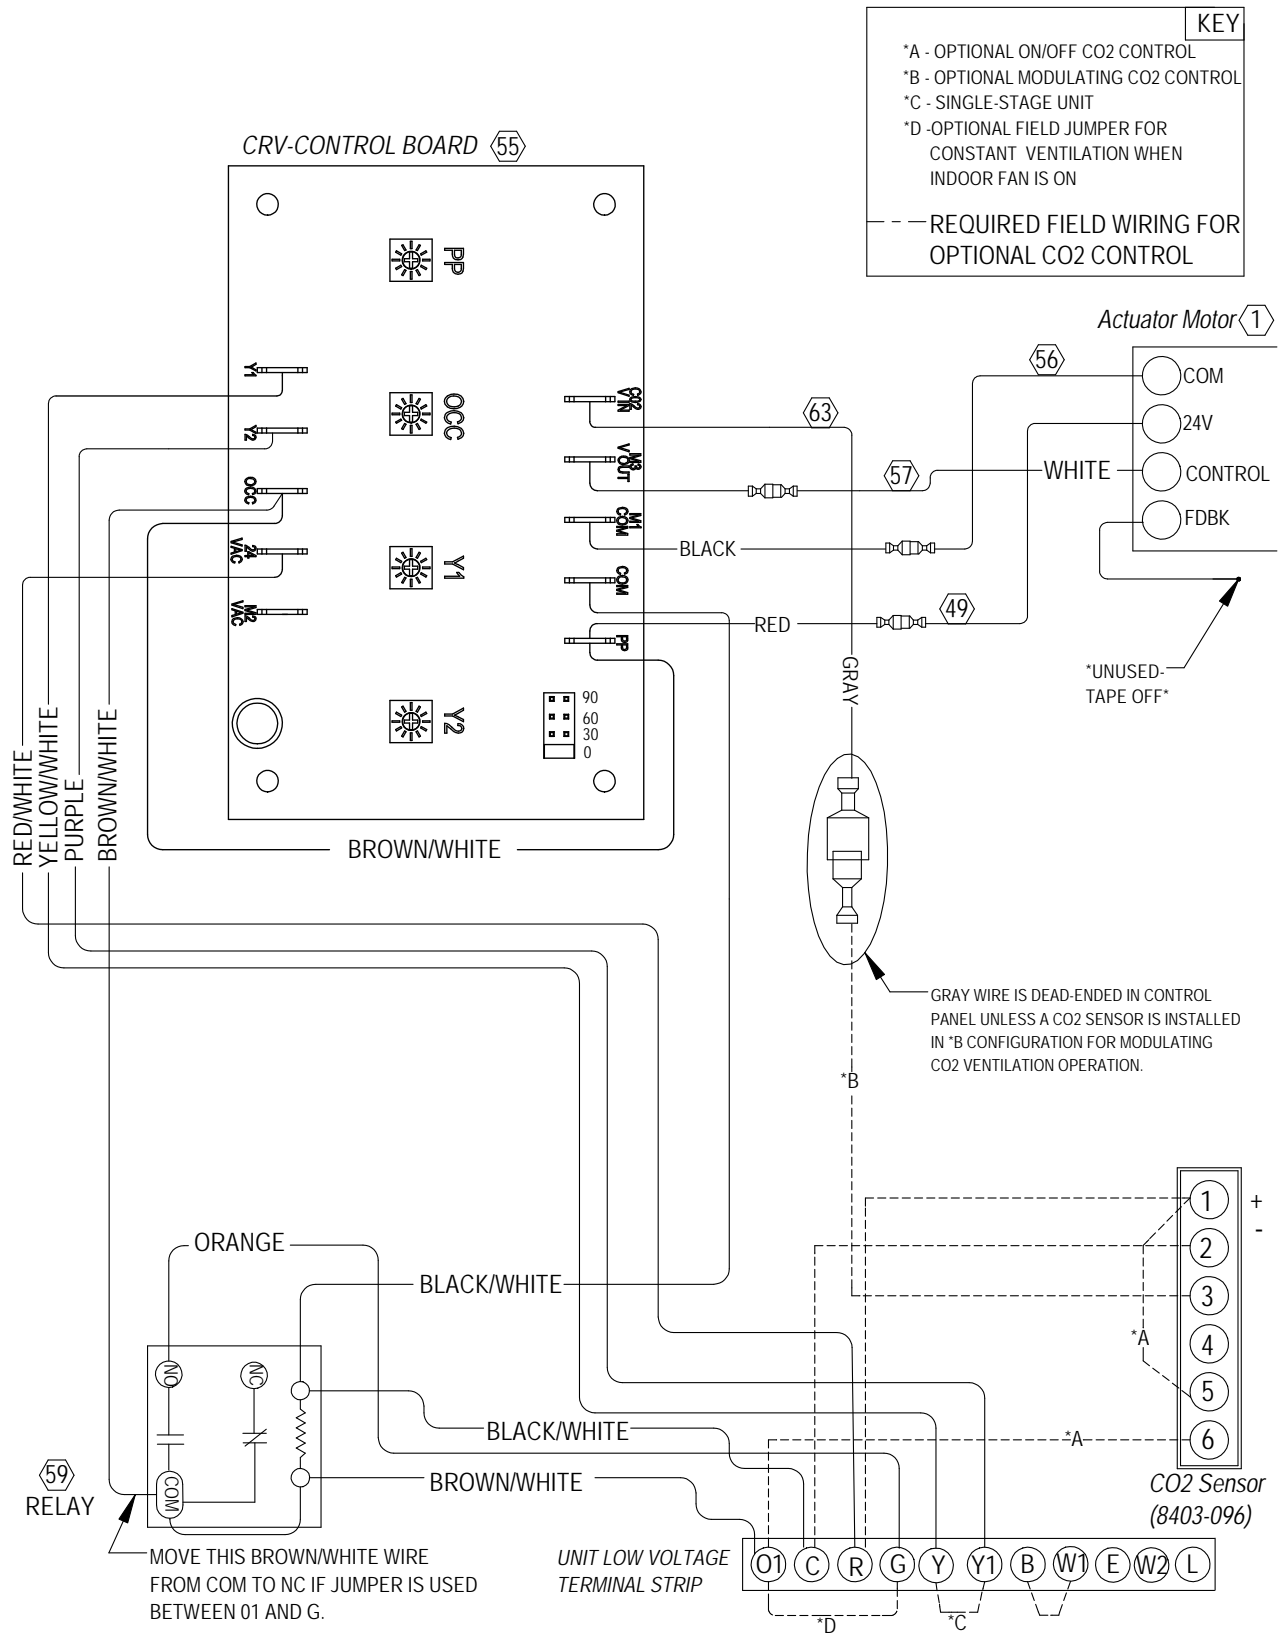 KEY
*A - OPTIONAL ON/OFF CO2 CONTROL
*B - OPTIONAL MODULATING CO2 CONTROL
*C - SINGLE-STAGE UNIT
*D -OPTIONAL FIELD JUMPER FOR
CONSTANT VENTILATION WHEN
INDOOR FAN IS ON
REQUIRED FIELD WIRING FOR
OPTIONAL CO2 CONTROL
CRV-CONTROL BOARD 55
PP
OCC
Y1
Y2
Y1
Y2
OCC
24
VAC
M2
VAC
CO2
VIN
M3
V OUT
M1
COM
COM
PP
90
60
30
0
Actuator Motor 1
COM
24V
CONTROL
FDBK
56
63
57
WHITE
BLACK
49
RED
*UNUSED-
TAPE OFF*
GRAY
RED/WHITE
YELLOW/WHITE
PURPLE
BROWN/WHITE
BROWN/WHITE
GRAY WIRE IS DEAD-ENDED IN CONTROL
PANEL UNLESS A CO2 SENSOR IS INSTALLED
IN *B CONFIGURATION FOR MODULATING
CO2 VENTILATION OPERATION.
*B
1 +
-
2
3
4
5
6
*A
*A
CO2 Sensor
(8403-096)
ORANGE
BLACK/WHITE
BLACK/WHITE
BROWN/WHITE
NO
NC
COM
59
RELAY
MOVE THIS BROWN/WHITE WIRE
FROM COM TO NC IF JUMPER IS USED
BETWEEN 01 AND G.
UNIT LOW VOLTAGE
TERMINAL STRIP
O1 C R G Y Y1 B W1 E W2 L
*D
*C